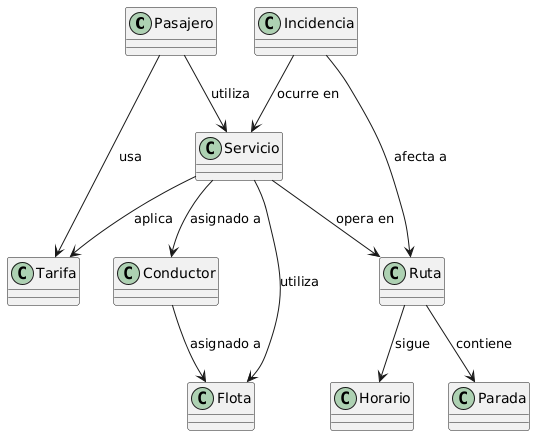 C Pasajero
C Incidencia
utiliza
ocurre en
C Servicio
usa
afecta a
aplica
asignado a
opera en
C Tarifa
C Conductor
utiliza
C Ruta
asignado a
sigue
contiene
C Flota
C Horario
C Parada